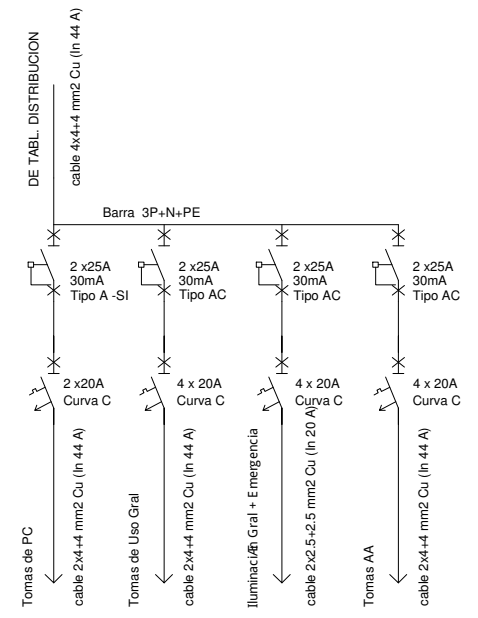 DE TABL. DISTRIBUCION
cable 4x4+4 mm2 Cu (In 44 A)
Barra 3P+N+PE
2 x25A
30mA
Tipo A -SI
2 x25A
30mA
Tipo AC
2 x25A
30mA
Tipo AC
2 x25A
30mA
Tipo AC
2 x20A
Curva C
4 x 20A
Curva C
4 x 20A
Curva C
4 x 20A
Curva C
Tomas de PC
cable 2x4+4 mm2 Cu (In 44 A)
Tomas de Uso Gral
cable 2x4+4 mm2 Cu (In 44 A)
Gral + Emergencia
cable 2x2.5+2.5 mm2 Cu (In 20 A)
Tomas AA
cable 2x4+4 mm2 Cu (In 44 A)